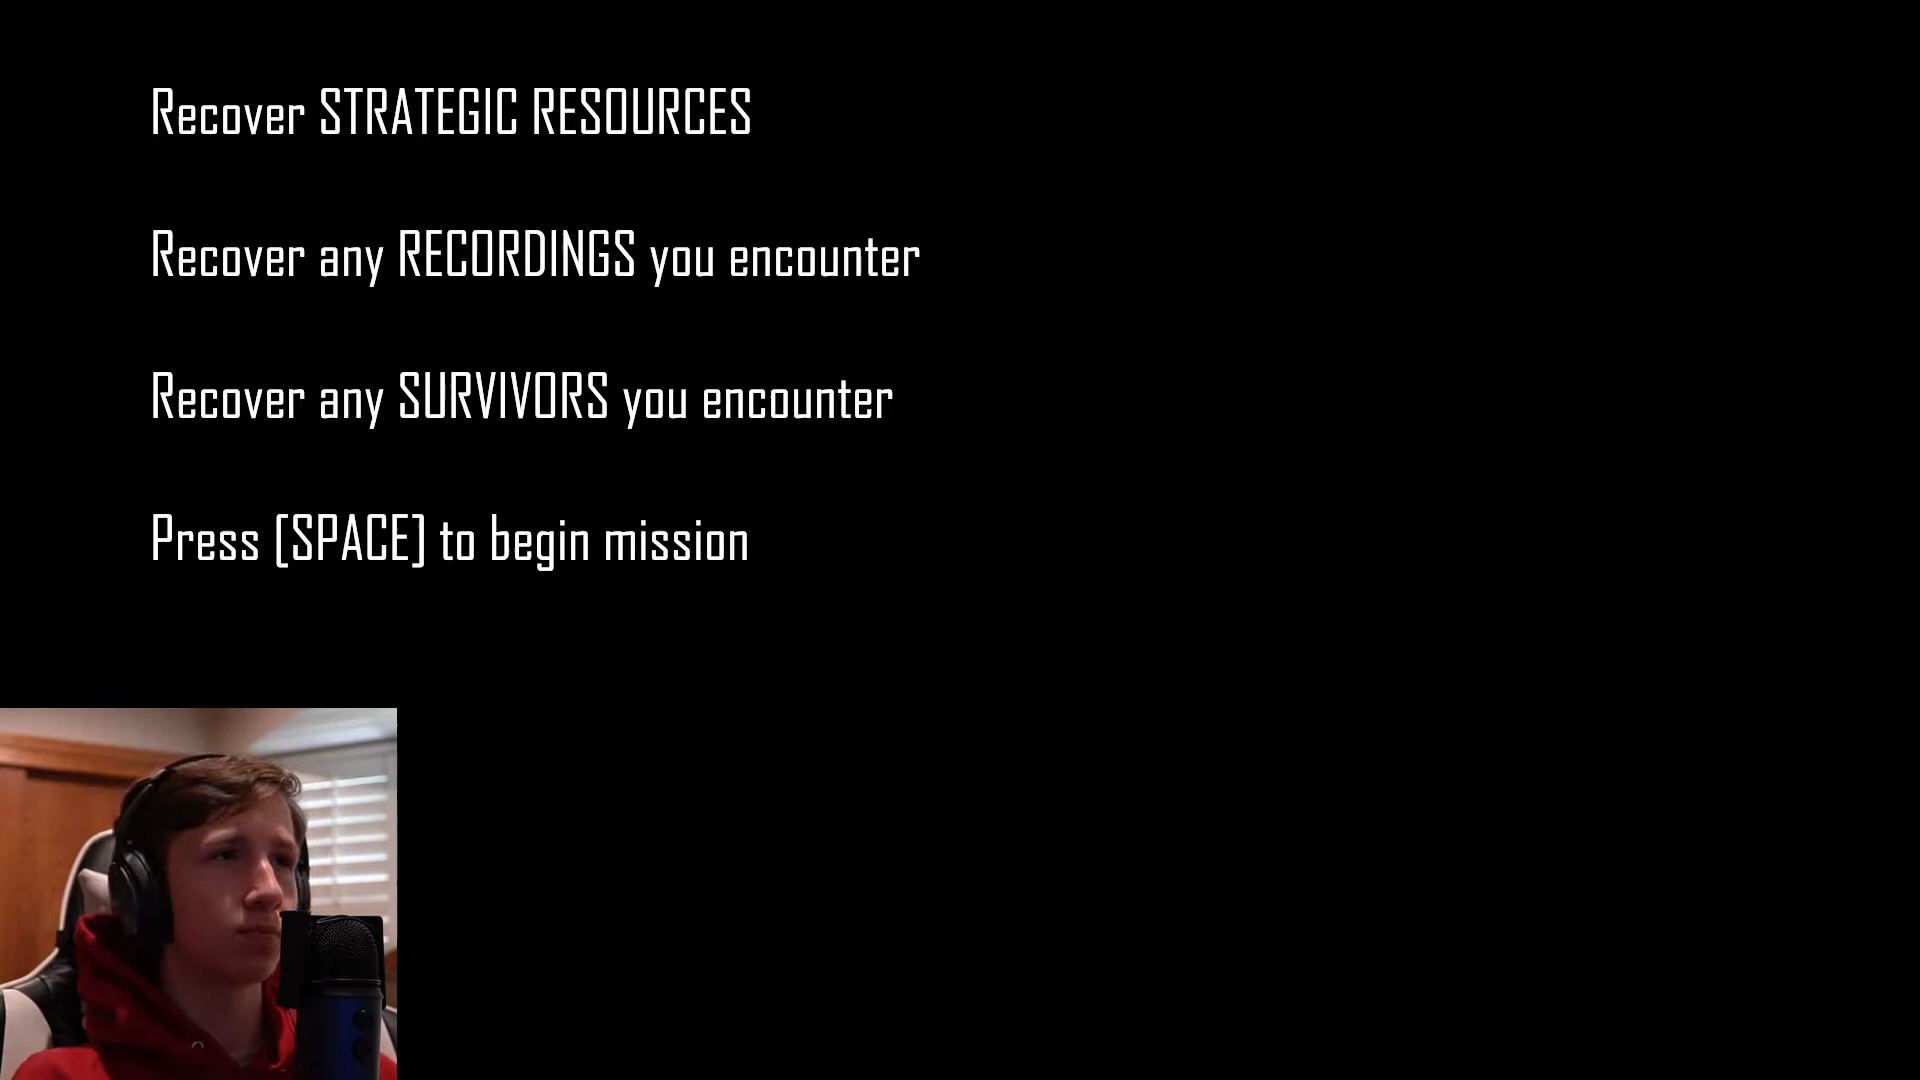 Recover STRATEGIC RESOURCES
Recover any RECORDINGS you encounter
Recover any SURVIVORS you encounter
Press [SPACE] to begin mission